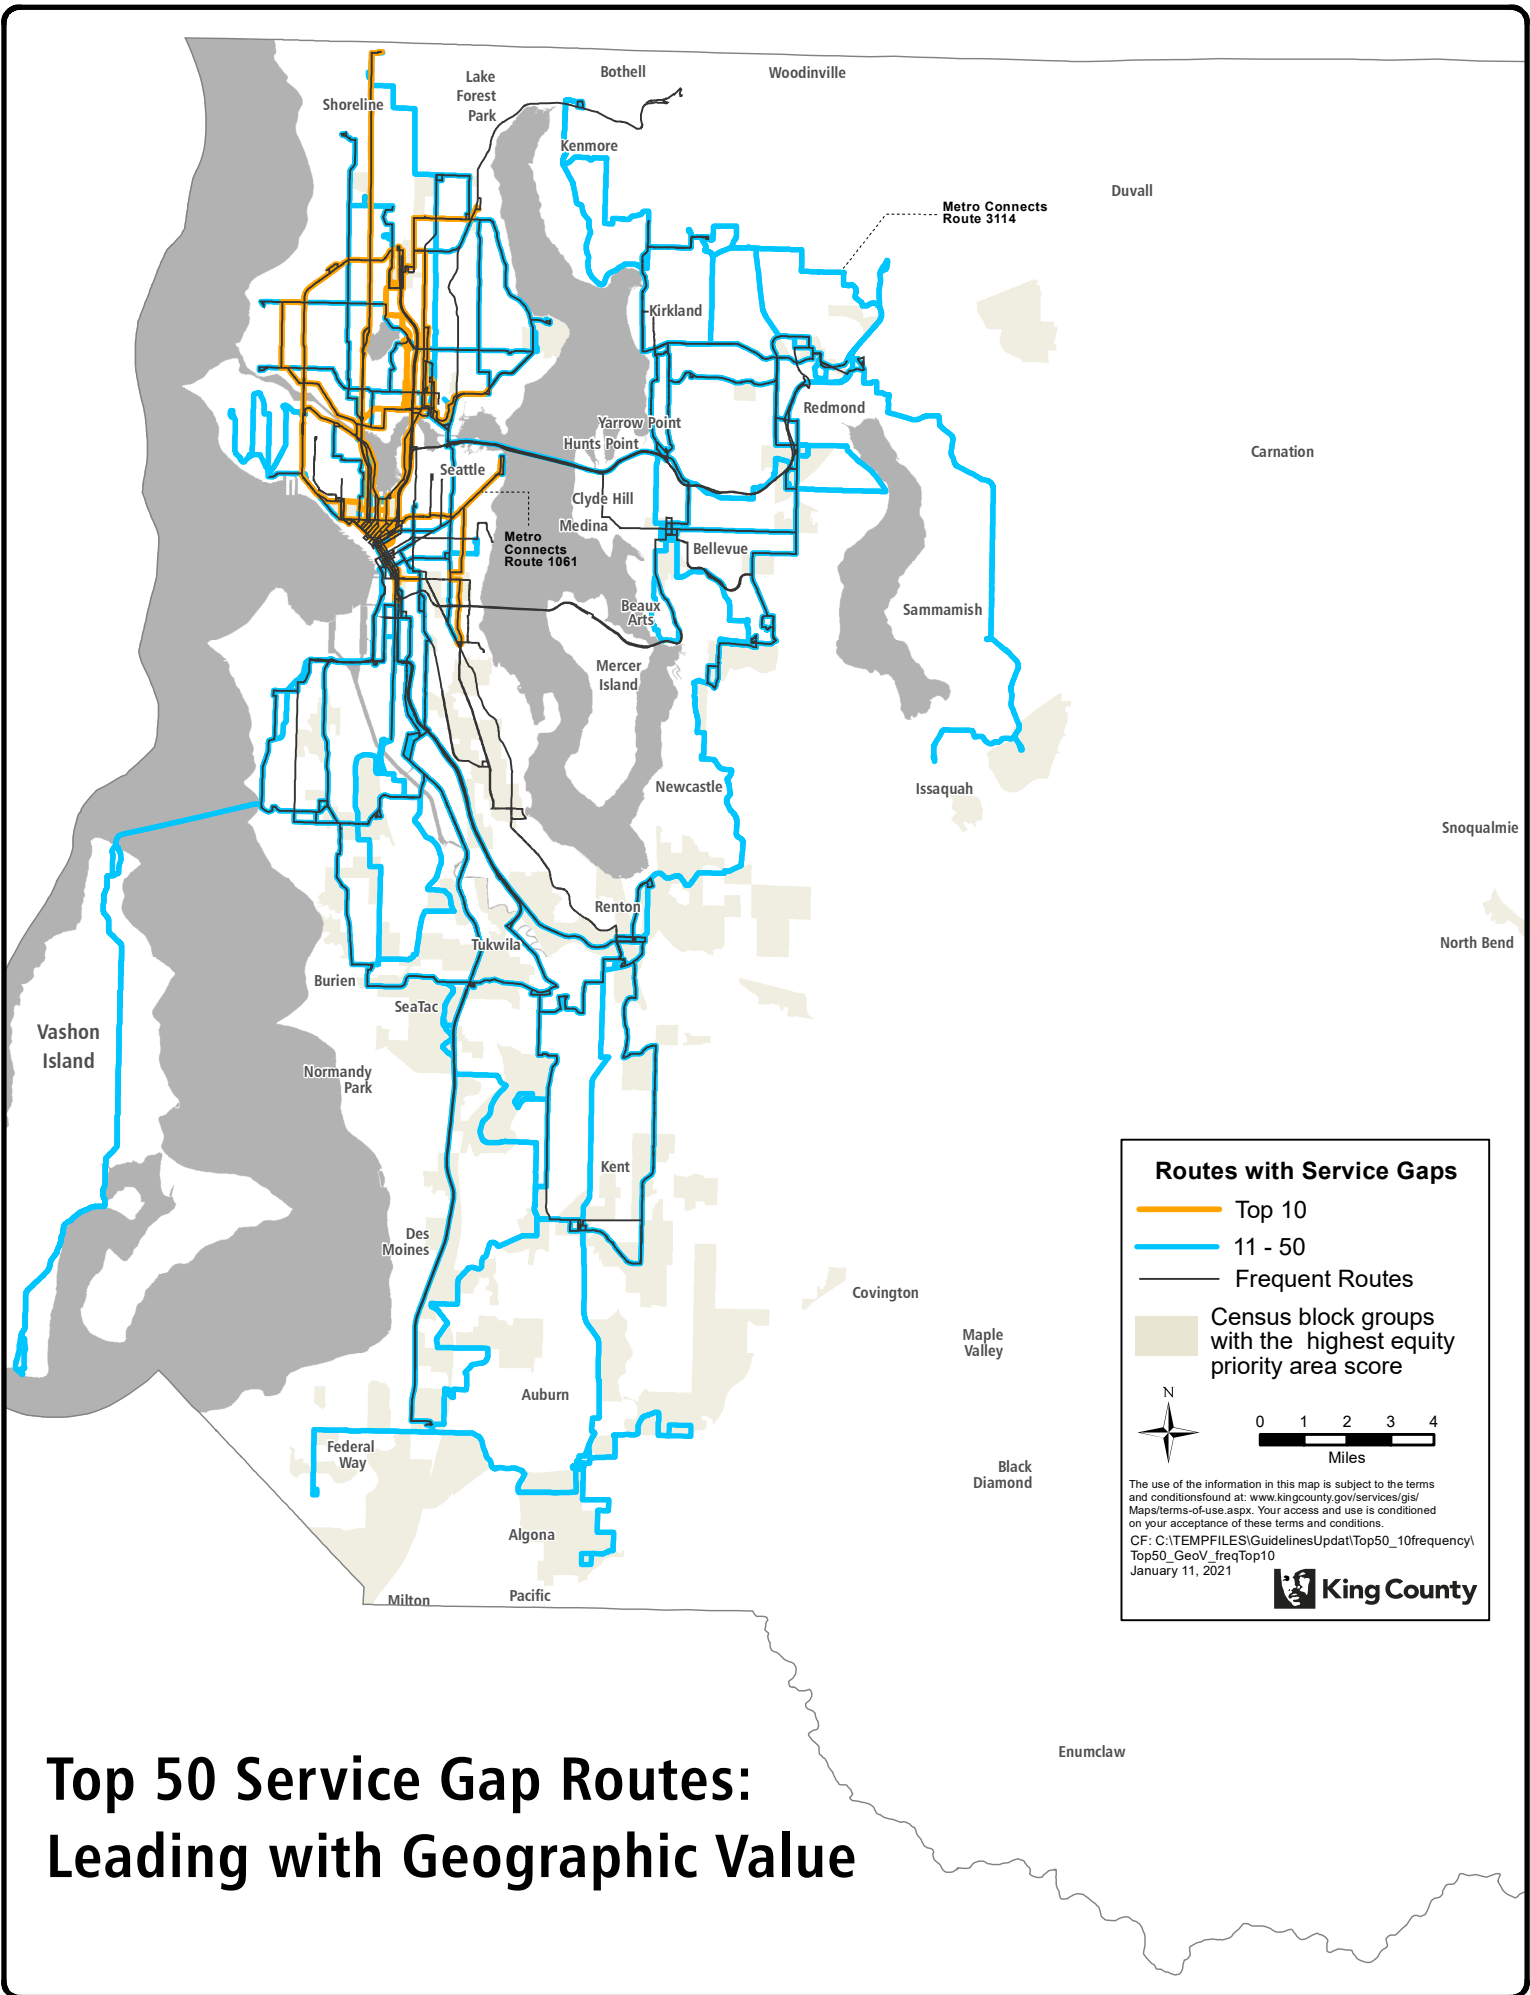 Bothell
Woodinville
Lake
Forest
Park
Shoreline
Kenmore
Duvall
Metro Connects
Route 3114
Kirkland
Redmond
Yarrow Point
Hunts Point
Carnation
Seattle
Clyde Hill
Medina
Metro
Connects
Route 1061
Bellevue
Beaux
Arts
Sammamish
Mercer
Island
Newcastle
Issaquah
Snoqualmie
Renton
Tukwila
North Bend
Burien
SeaTac
Vashon
Island
Normandy
Park
Kent
Des
Moines
Covington
Maple
Valley
Auburn
Federal
Way
Black
Diamond
Algona
Milton
Pacific
Enumclaw
Routes with Service Gaps
Top 10
11 - 50
Frequent Routes
Census block groups
with the  highest equity
priority area score
N
0 1 2 3 4
Miles
The use of the information in this map is subject to the terms
and conditionsfound at: www.kingcounty.gov/services/gis/
Maps/terms-of-use.aspx. Your access and use is conditioned
on your acceptance of these terms and conditions.
CF: C:\TEMPFILES\GuidelinesUpdat\Top50_10frequency\
Top50_GeoV_freqTop10
January 11, 2021
King County
Top 50 Service Gap Routes:
Leading with Geographic Value